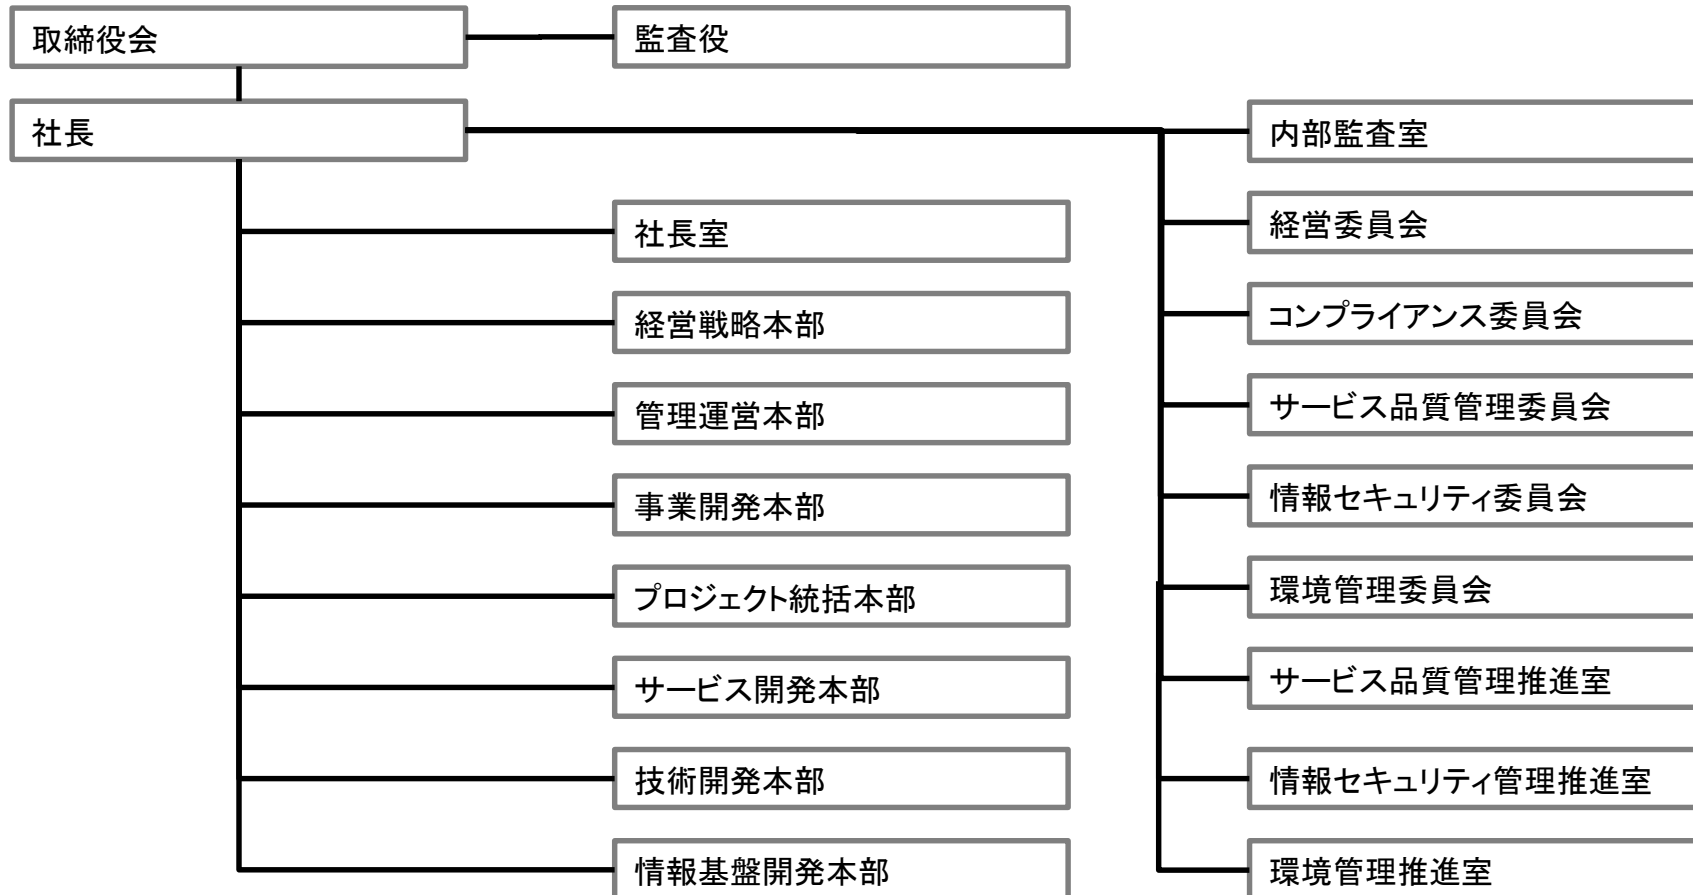 取締役会
監査役
社長
内部監査室
社長室
経営委員会
経営戦略本部
コンプライアンス委員会
管理運営本部
サービス品質管理委員会
事業開発本部
情報セキュリティ委員会
プロジェクト統括本部
環境管理委員会
サービス開発本部
サービス品質管理推進室
技術開発本部
情報セキュリティ管理推進室
情報基盤開発本部
環境管理推進室